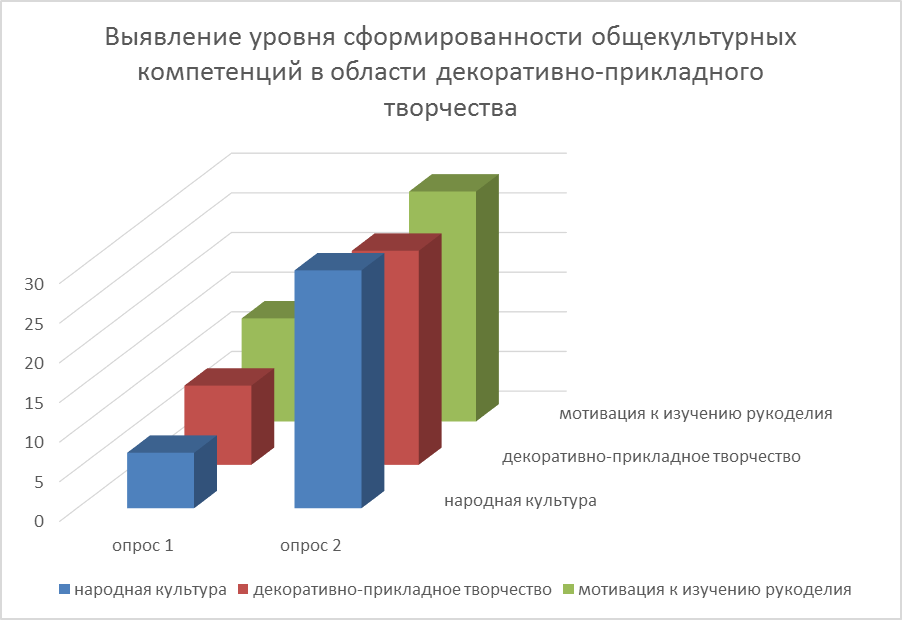 Выявление уровня сформированности общекультурных
компетенций в области декоративно-прикладного
творчества
30
25
20
15
10
5
0
мотивация к изучению рукоделия
декоративно-прикладное творчество
народная культура
опрос 1 опрос 2
народная культура декоративно-прикладное творчество мотивация к изучению рукоделия